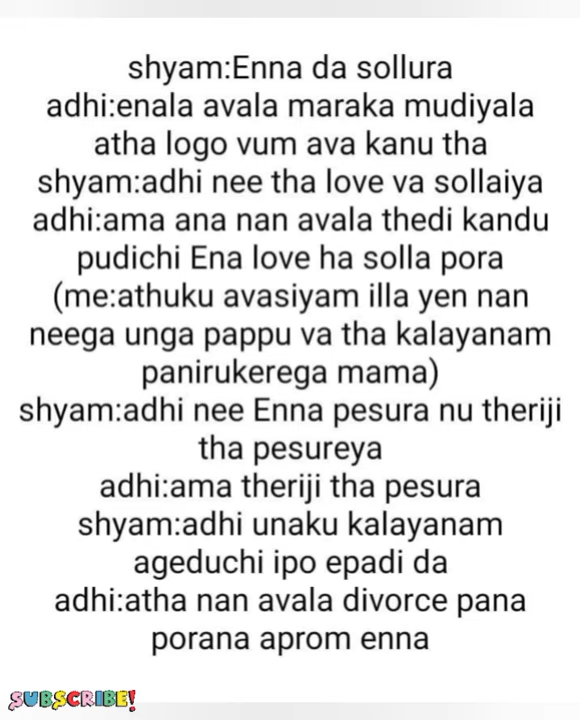 shyam:Enna da sollura
adhi:enala avala maraka mudiyala
atha logo vum ava kanu tha
shyam:adhi nee tha love va sollaiya
adhi:ama ana nan avala thedi kandu
pudichi Ena love ha solla pora
(me:athuku avasiyam illa yen nan
neega unga pappu va tha kalayanam
panirukerega mama)
shyam:adhi nee Enna pesura nu theriji
tha pesureya
adhi:ama theriji tha pesura
shyam:adhi unaku kalayanam
ageduchi ipo epadi da
adhi:atha nan avala divorce pana
porana aprom enna
SUBSCRIBE!